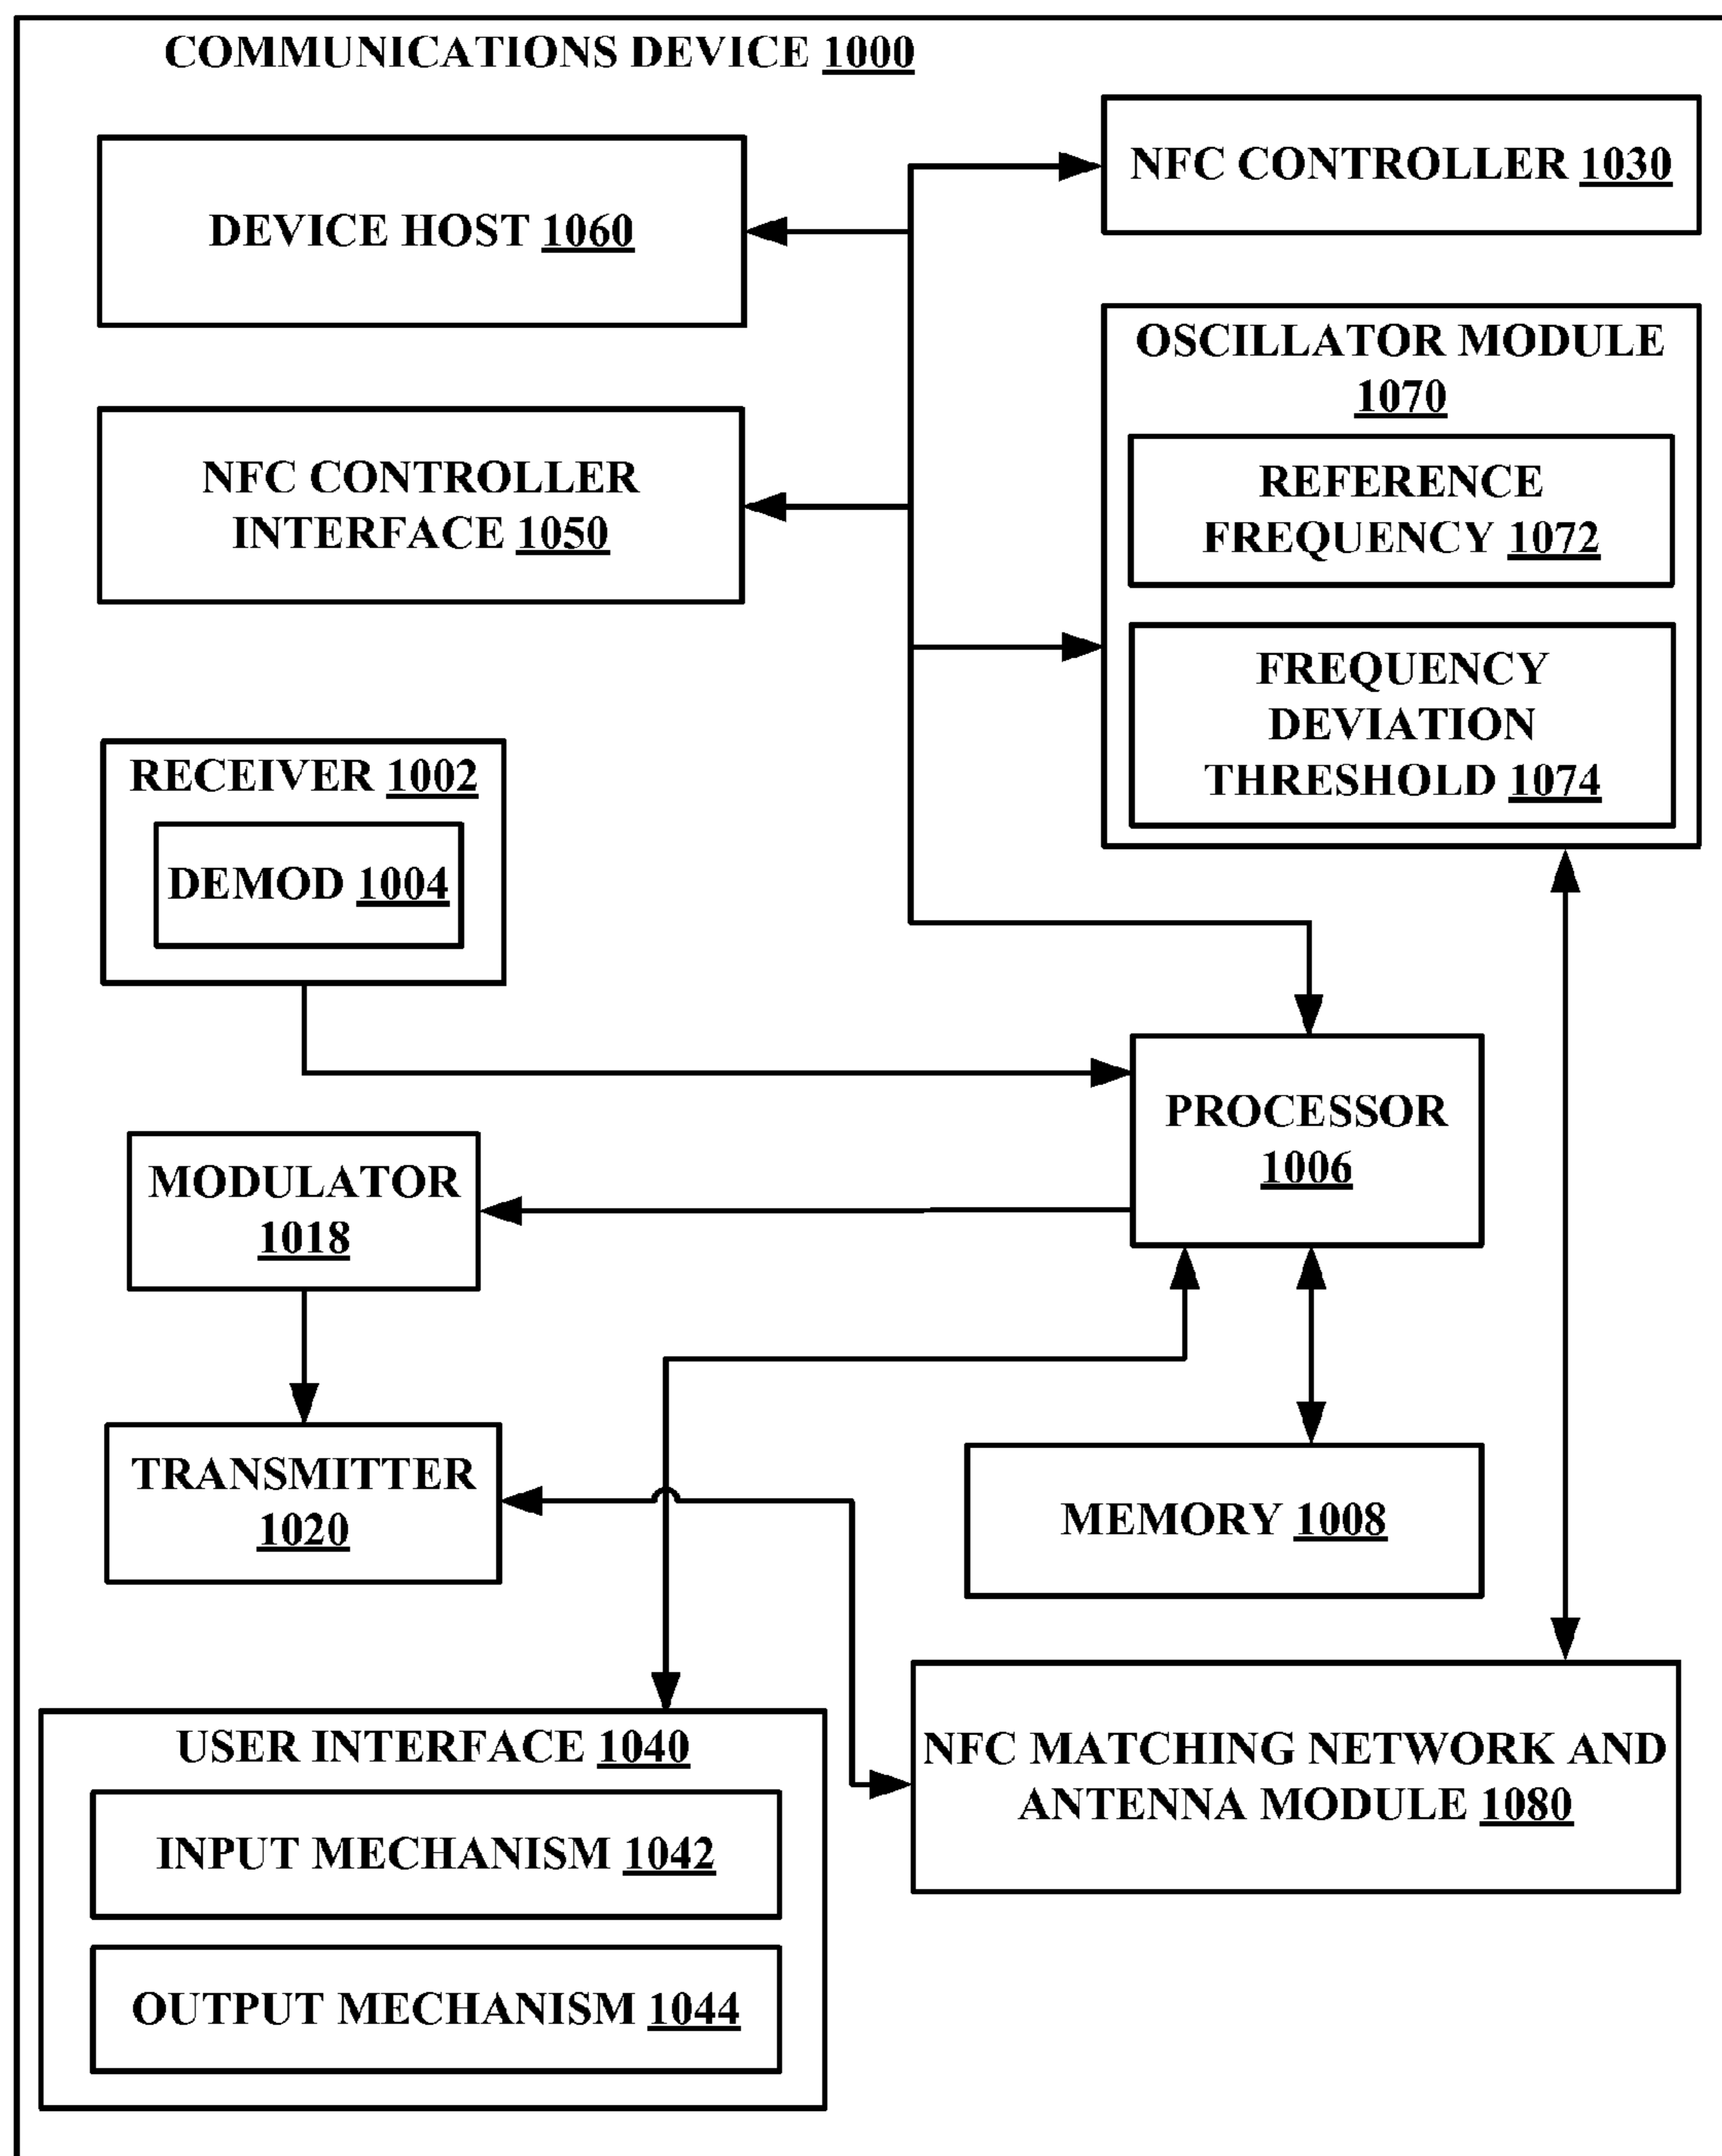 COMMUNICATIONS DEVICE 1000
NFC CONTROLLER 1030
DEVICE HOST 1060
OSCILLATOR MODULE
1070
REFERENCE
FREQUENCY 1072
FREQUENCY
DEVIATION
THRESHOLD 1074
NFC CONTROLLER
INTERFACE 1050
RECEIVER 1002
DEMOD 1004
PROCESSOR
1006
MODULATOR
1018
TRANSMITTER
1020
MEMORY 1008
USER INTERFACE 1040
INPUT MECHANISM 1042
OUTPUT MECHANISM 1044
NFC MATCHING NETWORK AND
ANTENNA MODULE 1080